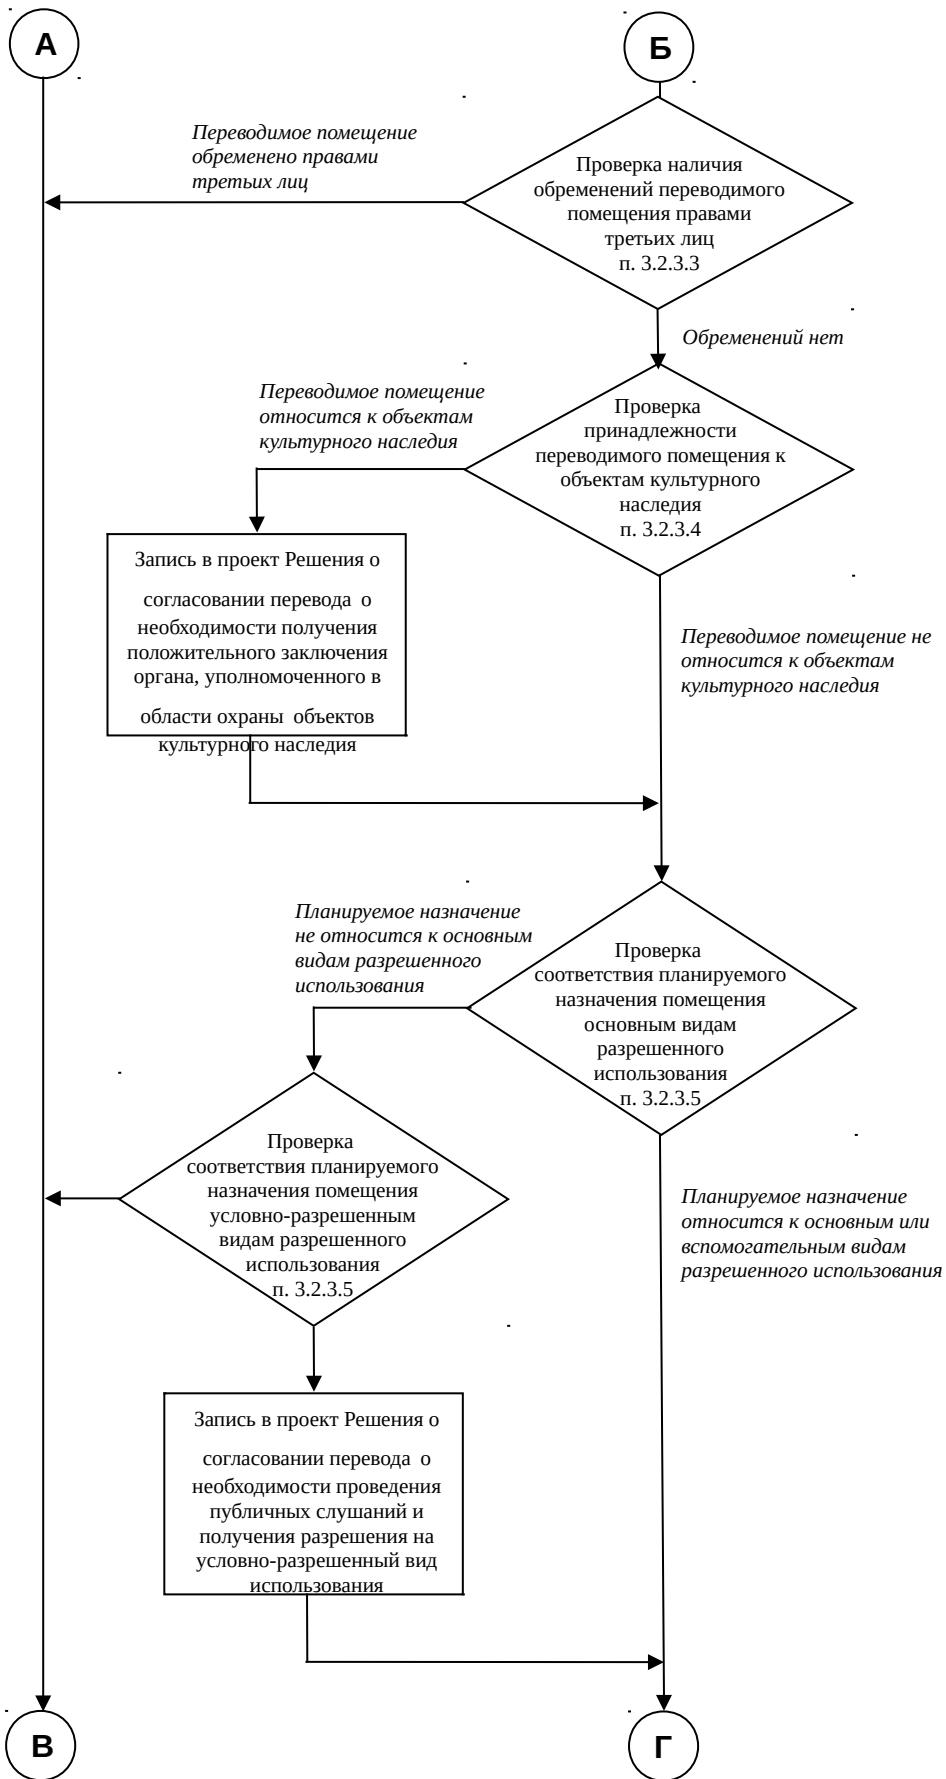 А
Б
Переводимое помещение
обременено правами
третьих лиц
Проверка наличия
обременений переводимого
помещения правами
третьих лиц
п. 3.2.3.3
Обременений нет
Переводимое помещение
относится к объектам
культурного наследия
Проверка
принадлежности
переводимого помещения к
объектам культурного
наследия
п. 3.2.3.4
Запись в проект Решения о
согласовании перевода о
необходимости получения
положительного заключения
органа, уполномоченного в
области охраны объектов
культурного наследия
Переводимое помещение не
относится к объектам
культурного наследия
Планируемое назначение
не относится к основным
видам разрешенного
использования
Проверка
соответствия планируемого
назначения помещения
основным видам
разрешенного
использования
п. 3.2.3.5
Проверка
соответствия планируемого
назначения помещения
условно-разрешенным
видам разрешенного
использования
п. 3.2.3.5
Планируемое назначение
относится к основным или
вспомогательным видам
разрешенного использования
Запись в проект Решения о
согласовании перевода о
необходимости проведения
публичных слушаний и
получения разрешения на
условно-разрешенный вид
использования
В
Г